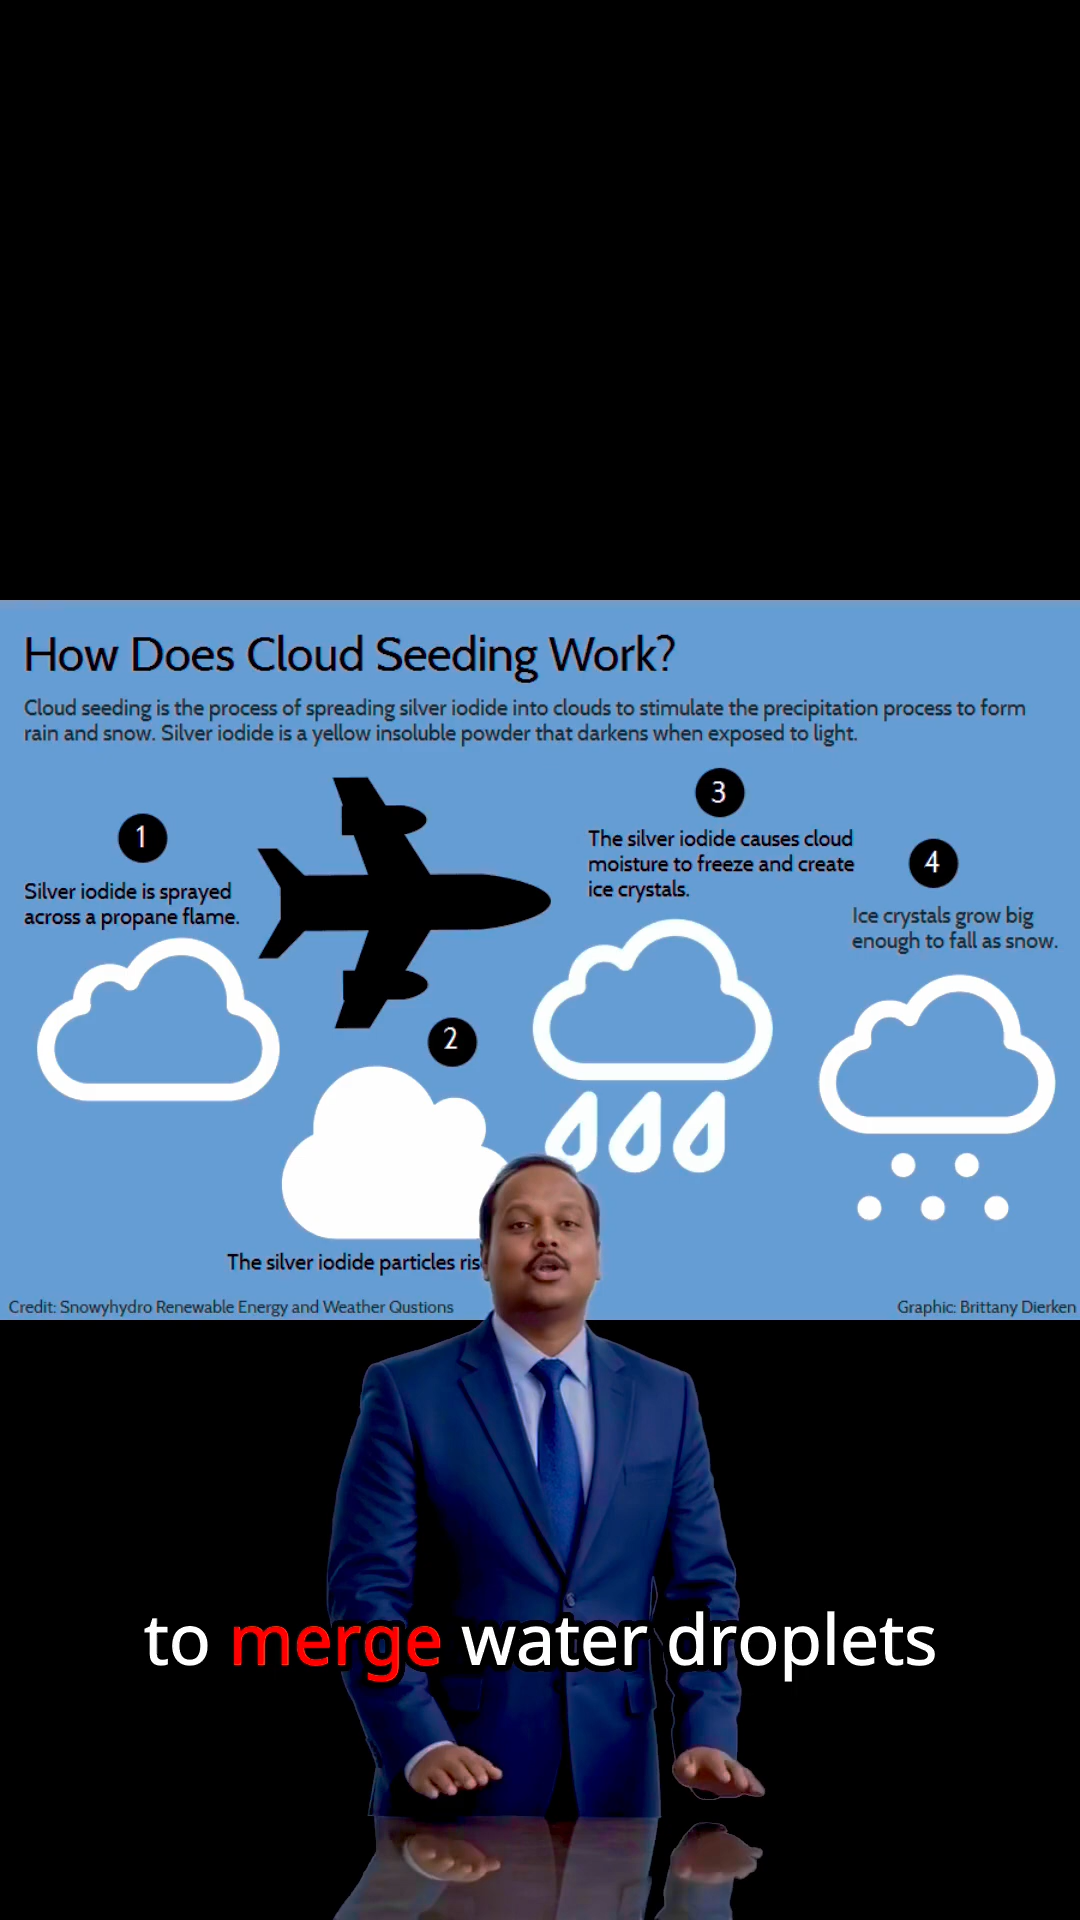 How Does Cloud Seeding Work?
Cloud seeding is the process of spreading silver iodide into clouds to stimulate the precipitation process to form
rain and snow. Silver iodide is a yellow insoluble powder that darkens when exposed to light.
1
Silver iodide is sprayed
across a propane flame.
2
The silver iodide particles
3
The silver iodide causes cloud
moisture to freeze and create
ice crystals.
4
Ice crystals grow big
enough to fall as snow.
Credit: Snowyhydro Renewable Energy and Weather Qustions
Graphic: Brittany Dierken
to merge water droplets